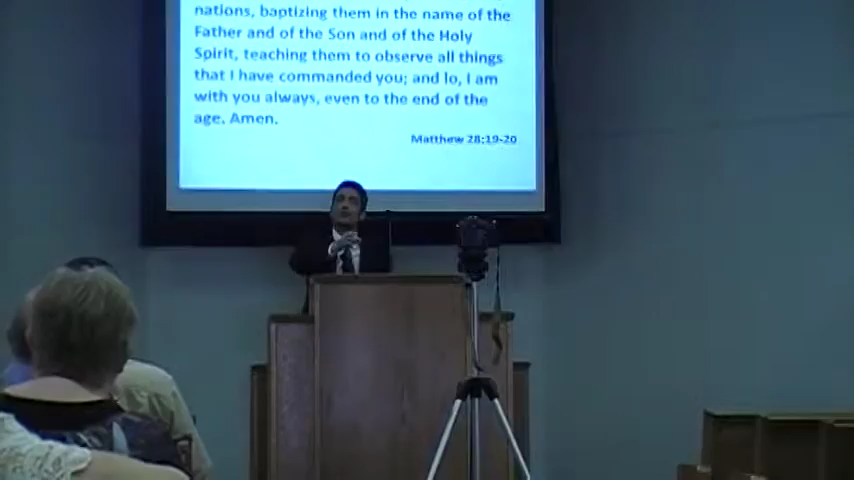 nations, baptizing them in the name of the
Father and of the Son and of the Holy
Spirit, teaching them to observe all things
that I have commanded you; and lo, I am
with you always, even to the end of the
age. Amen.
Matthew 28:19-20